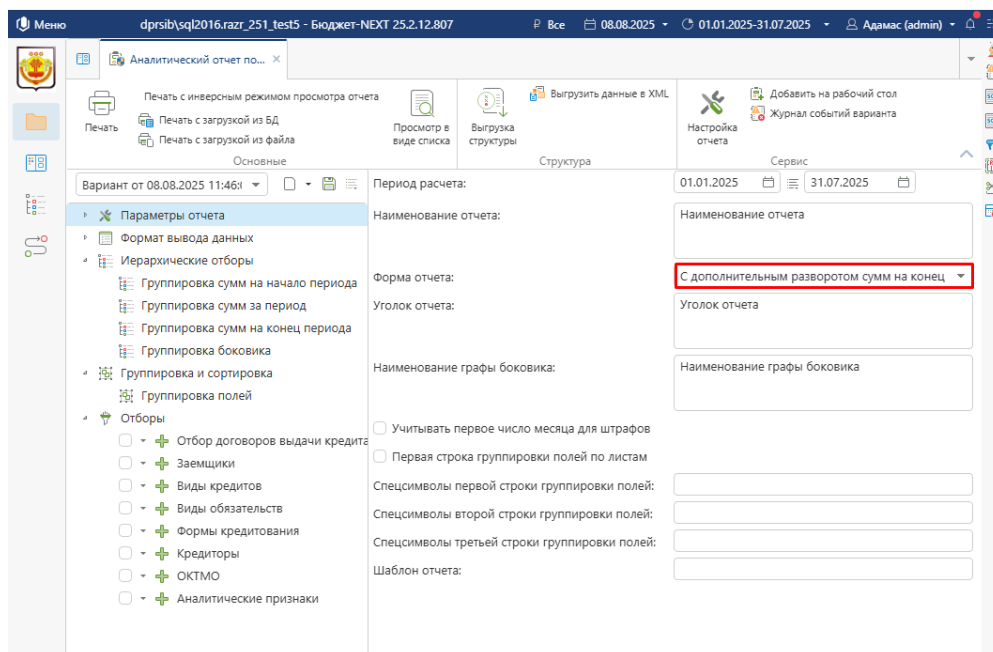 Меню
dprsib\sql2016.razr_251_test5 - Бюджет-NEXT 25.2.12.807
₽ Все
08.08.2025
01.01.2025-31.07.2025
Адамас (admin)
Аналитический отчет по... ×
Печать
Печать с инверсным режимом просмотра отчета
Печать с загрузкой из БД
Печать с загрузкой из файла
Основные
Просмотр в
виде списка
Выгрузка
структуры
Выгрузить данные в XML
Структура
Настройка
отчета
Добавить на рабочий стол
Журнал событий варианта
Сервис
Вариант от 08.08.2025 11:46:
Параметры отчета
Формат вывода данных
Иерархические отборы
Группировка сумм на начало периода
Группировка сумм за период
Группировка сумм на конец периода
Группировка боковика
Группировка и сортировка
Группировка полей
Отборы
Отбор договоров выдачи кредита
Заемщики
Виды кредитов
Виды обязательств
Формы кредитования
Кредиторы
ОКТМО
Аналитические признаки
Период расчета:
01.01.2025
31.07.2025
Наименование отчета:
Наименование отчета
Форма отчета:
С дополнительным разворотом сумм на конец
Уголок отчета:
Уголок отчета
Наименование графы боковика:
Наименование графы боковика
Учитывать первое число месяца для штрафов
Первая строка группировки полей по листам
Спецсимволы первой строки группировки полей:
Спецсимволы второй строки группировки полей:
Спецсимволы третьей строки группировки полей:
Шаблон отчета: